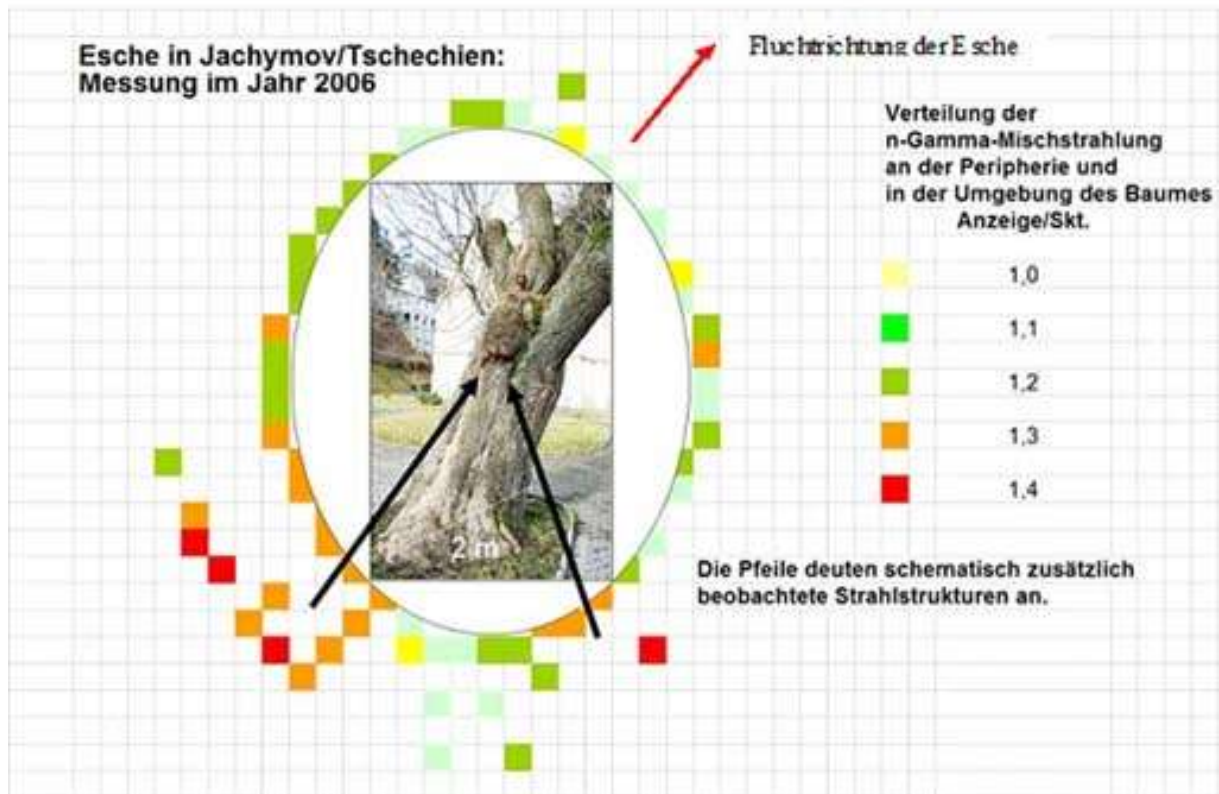 Esche in Jachymov/Tschechien:
Messung im Jahr 2006
Fluchtrichtung der Esche
Verteilung der
n-Gamma-Mischstrahlung
an der Peripherie und
in der Umgebung des Baumes
Anzeige/Skt.
1,0
1,1
1,2
1,3
1,4
2 m
Die Pfeile deuten schematisch zusätzlich
beobachtete Strahlstrukturen an.